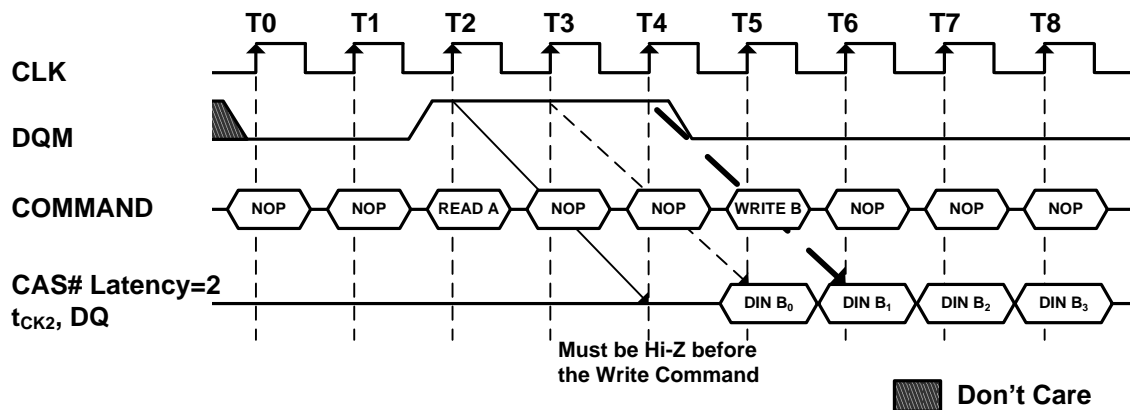 T0 T1 T2 T3 T4 T5 T6 T7 T8
CLK
DQM
COMMAND NOP NOP READ A NOP NOP WRITE B NOP NOP NOP
CAS# Latency=2
tCK2, DQ DIN B0 DIN B1 DIN B2 DIN B3
Must be Hi-Z before
the Write Command
Don't Care